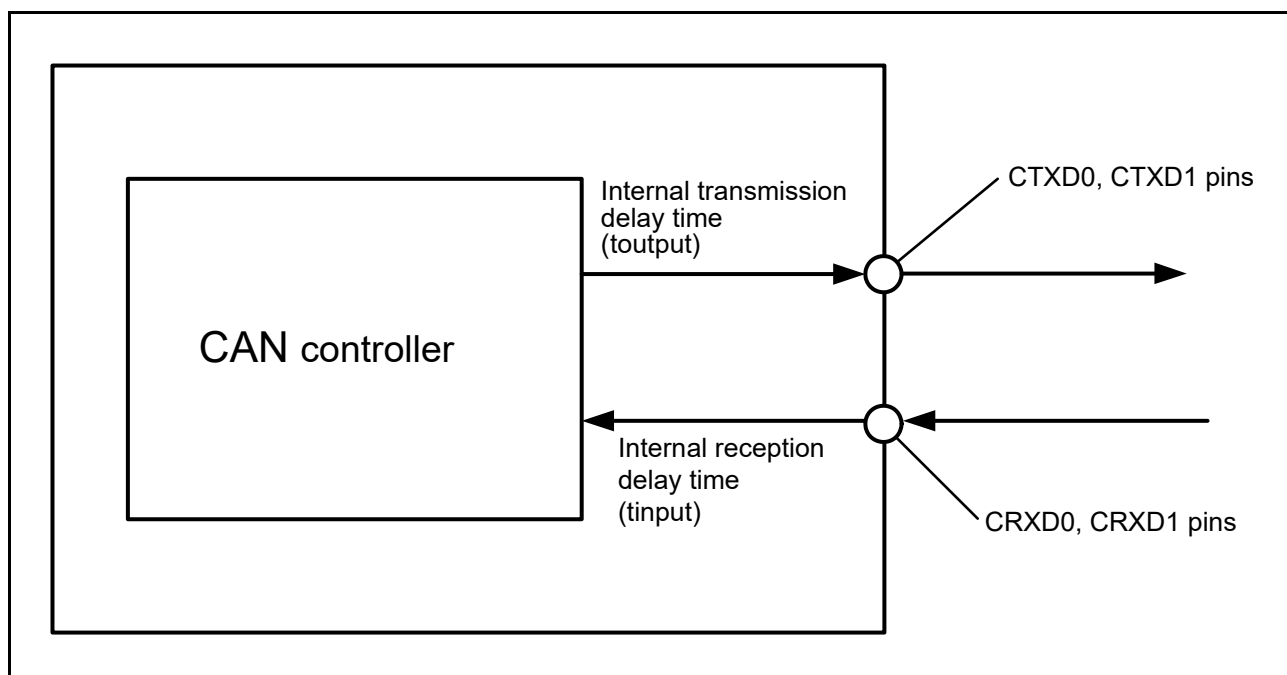 Internal transmission
delay time
(toutput)
CTXD0, CTXD1 pins
CAN controller
Internal reception
delay time
(tinput)
CRXD0, CRXD1 pins